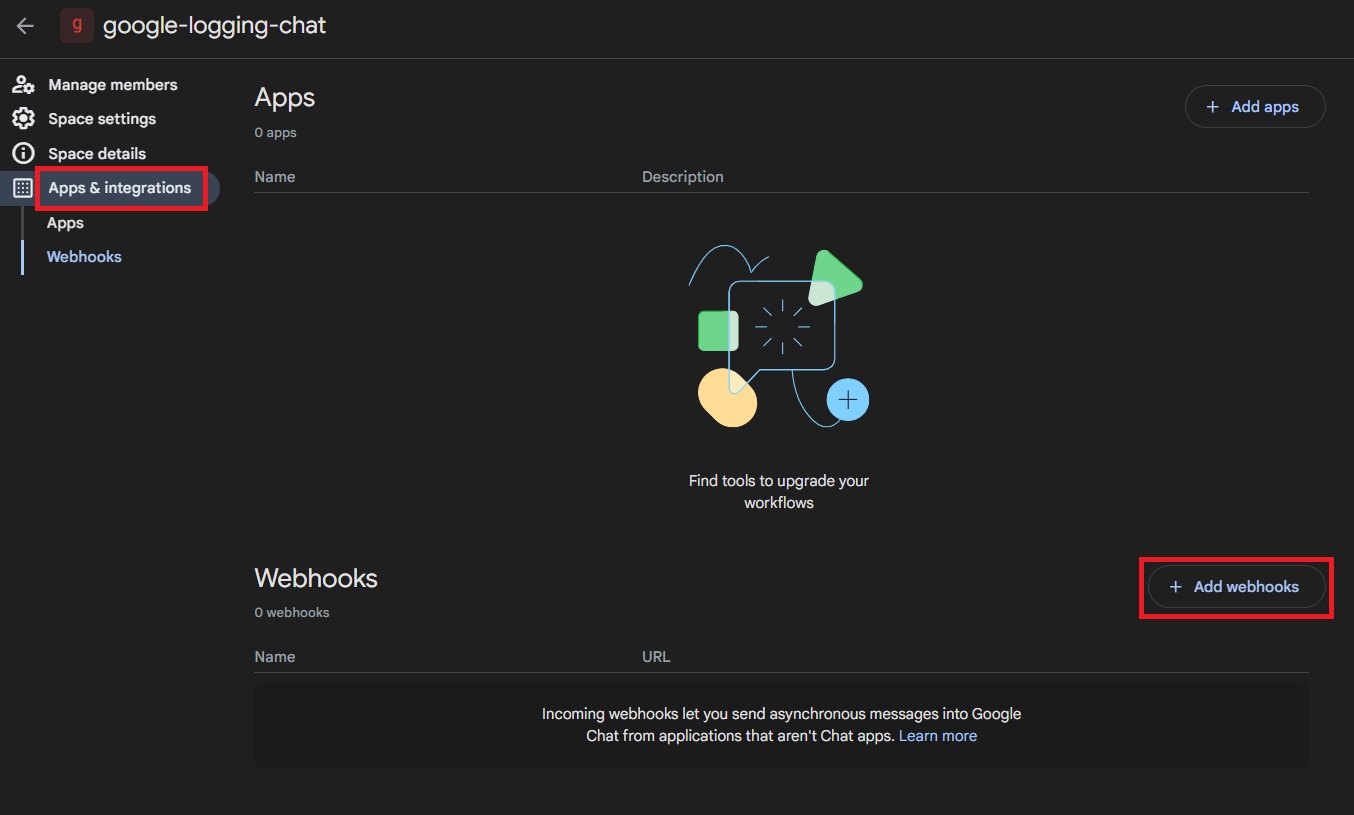 g google-logging-chat
Manage members
Space settings
Space details
Apps & integrations
Apps
Webhooks
Apps
0 apps
+ Add apps
Name Description
Find tools to upgrade your
workflows
Webhooks
0 webhooks
+ Add webhooks
Name URL
Incoming webhooks let you send asynchronous messages into Google
Chat from applications that aren't Chat apps. Learn more